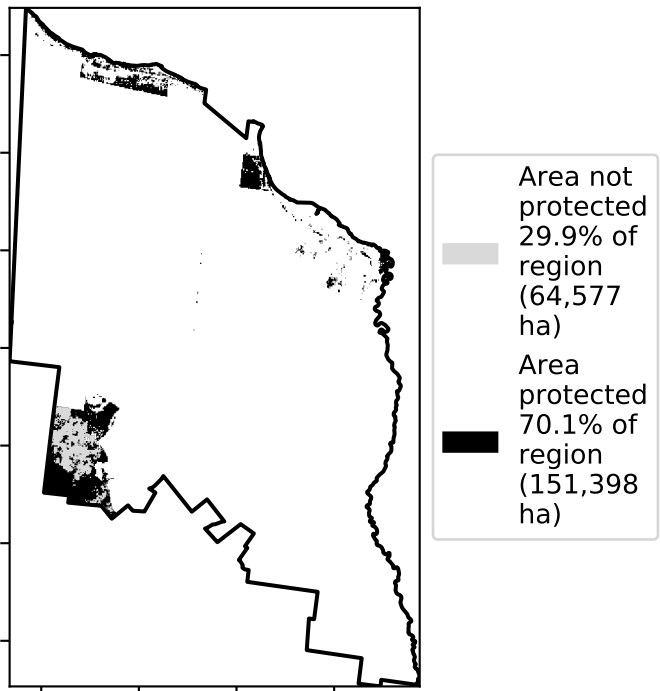 Area not
protected
29.9% of
region
(64,577
ha)
Area
protected
70.1% of
region
(151,398
ha)